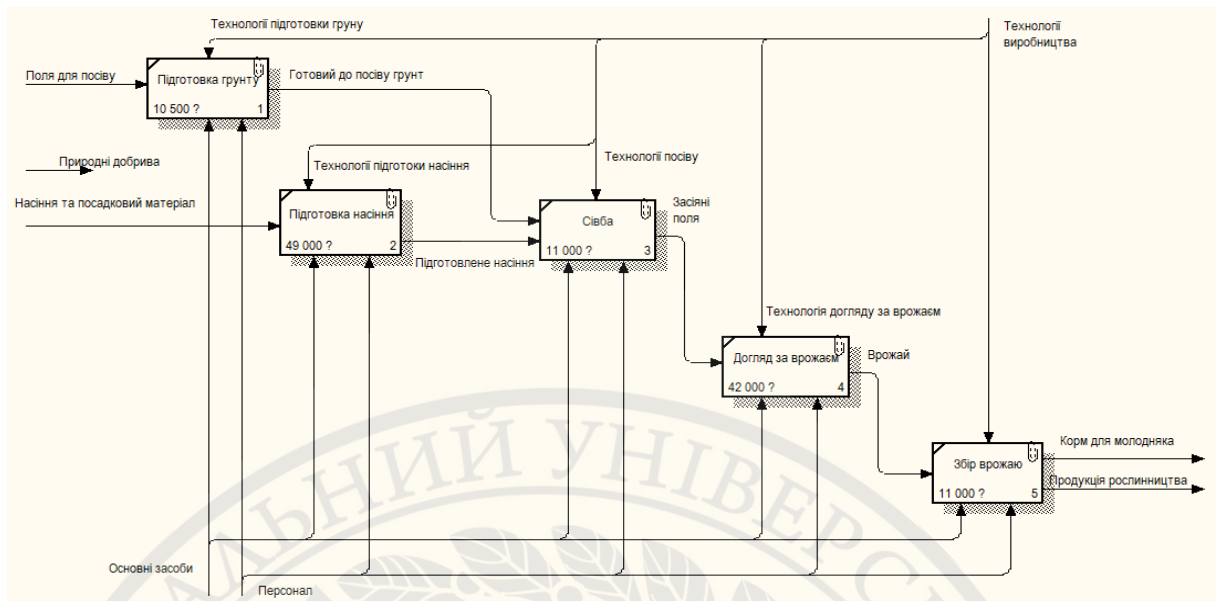 Технології підготовки груну
Технології
виробництва
Поля для посіву
Підготовка грунту
10 500 ?
1
Готовий до посіву грунт
Природні добрива
Технології підготоки насіння
Технології посіву
Насіння та посадковий матеріал
Підготовка насіння
49 000 ?
2
Підготовлене насіння
Сівба
11 000 ?
3
Засіяні
поля
Технологія догляду за врожаєм
Догляд за врожаєм
42 000 ?
4
Врожай
Збір врожаю
11 000 ?
5
Корм для молодняка
Продукція рослинництва
Основні засоби
Персонал